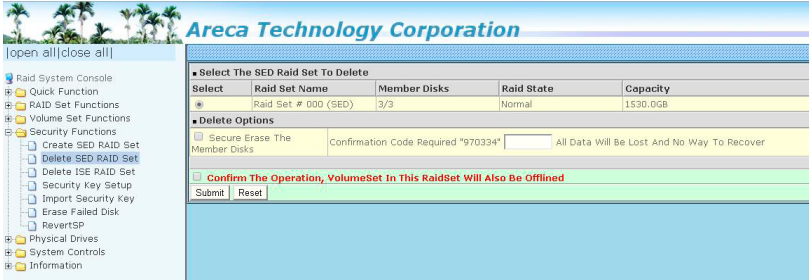 Areca Technology Corporation
|open all|close all|
Raid System Console
Quick Function
RAID Set Functions
Volume Set Functions
Security Functions
Create SED RAID Set
Delete SED RAID Set
Delete ISE RAID Set
Security Key Setup
Import Security Key
Erase Failed Disk
RevertSP
Physical Drives
System Controls
Information
Select The SED Raid Set To Delete
Select Raid Set Name Member Disks Raid State Capacity
Raid Set # 000 (SED) 3/3 Normal 1530.0GB
Delete Options
Secure Erase The
Member Disks
Confirmation Code Required "970334" All Data Will Be Lost And No Way To Recover
Confirm The Operation, VolumeSet In This RaidSet Will Also Be Offlined
Submit Reset